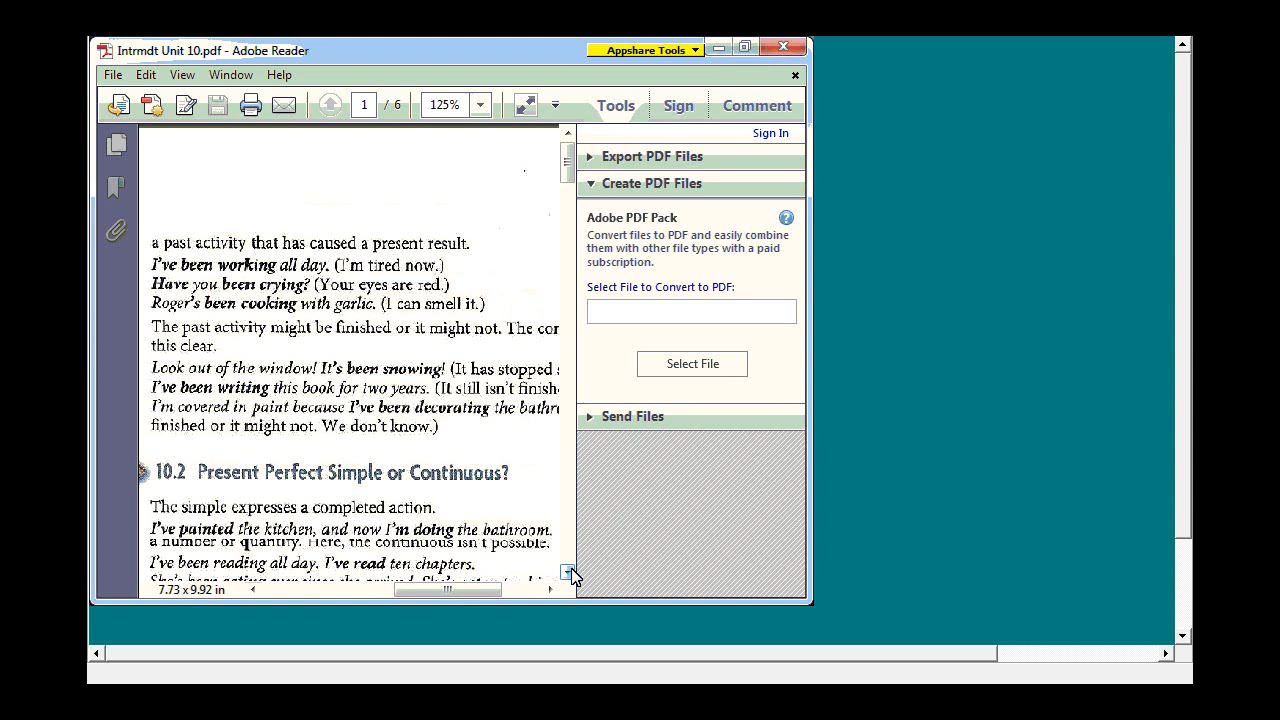 Intrmdt Unit 10.pdf - Adobe Reader
Appshare Tools
File Edit View Window Help
1 / 6 125% Tools Sign Comment
Sign In
Export PDF Files
Create PDF Files
Adobe PDF Pack
Convert files to PDF and easily combine
them with other file types with a paid
subscription.
Select File to Convert to PDF:
Select File
Send Files
a past activity that has caused a present result.
I've been working all day. (I'm tired now.)
Have you been crying? (Your eyes are red.)
Roger's been cooking with garlic. (I can smell it.)
The past activity might be finished or it might not. The con
this clear.
Look out of the window! It's been snowing! (It has stopped
I've been writing this book for two years. (It still isn't finish
I'm covered in paint because I've been decorating the bathr
finished or it might not. We don't know.)
10.2 Present Perfect Simple or Continuous?
The simple expresses a completed action.
I've painted the kitchen, and now I'm doing the bathroom.
a number or quantity. Here, the continuous isn't possible.
I've been reading all day. I've read ten chapters.
She's been eating ever since she arrived. She's
7.73 x 9.92 in